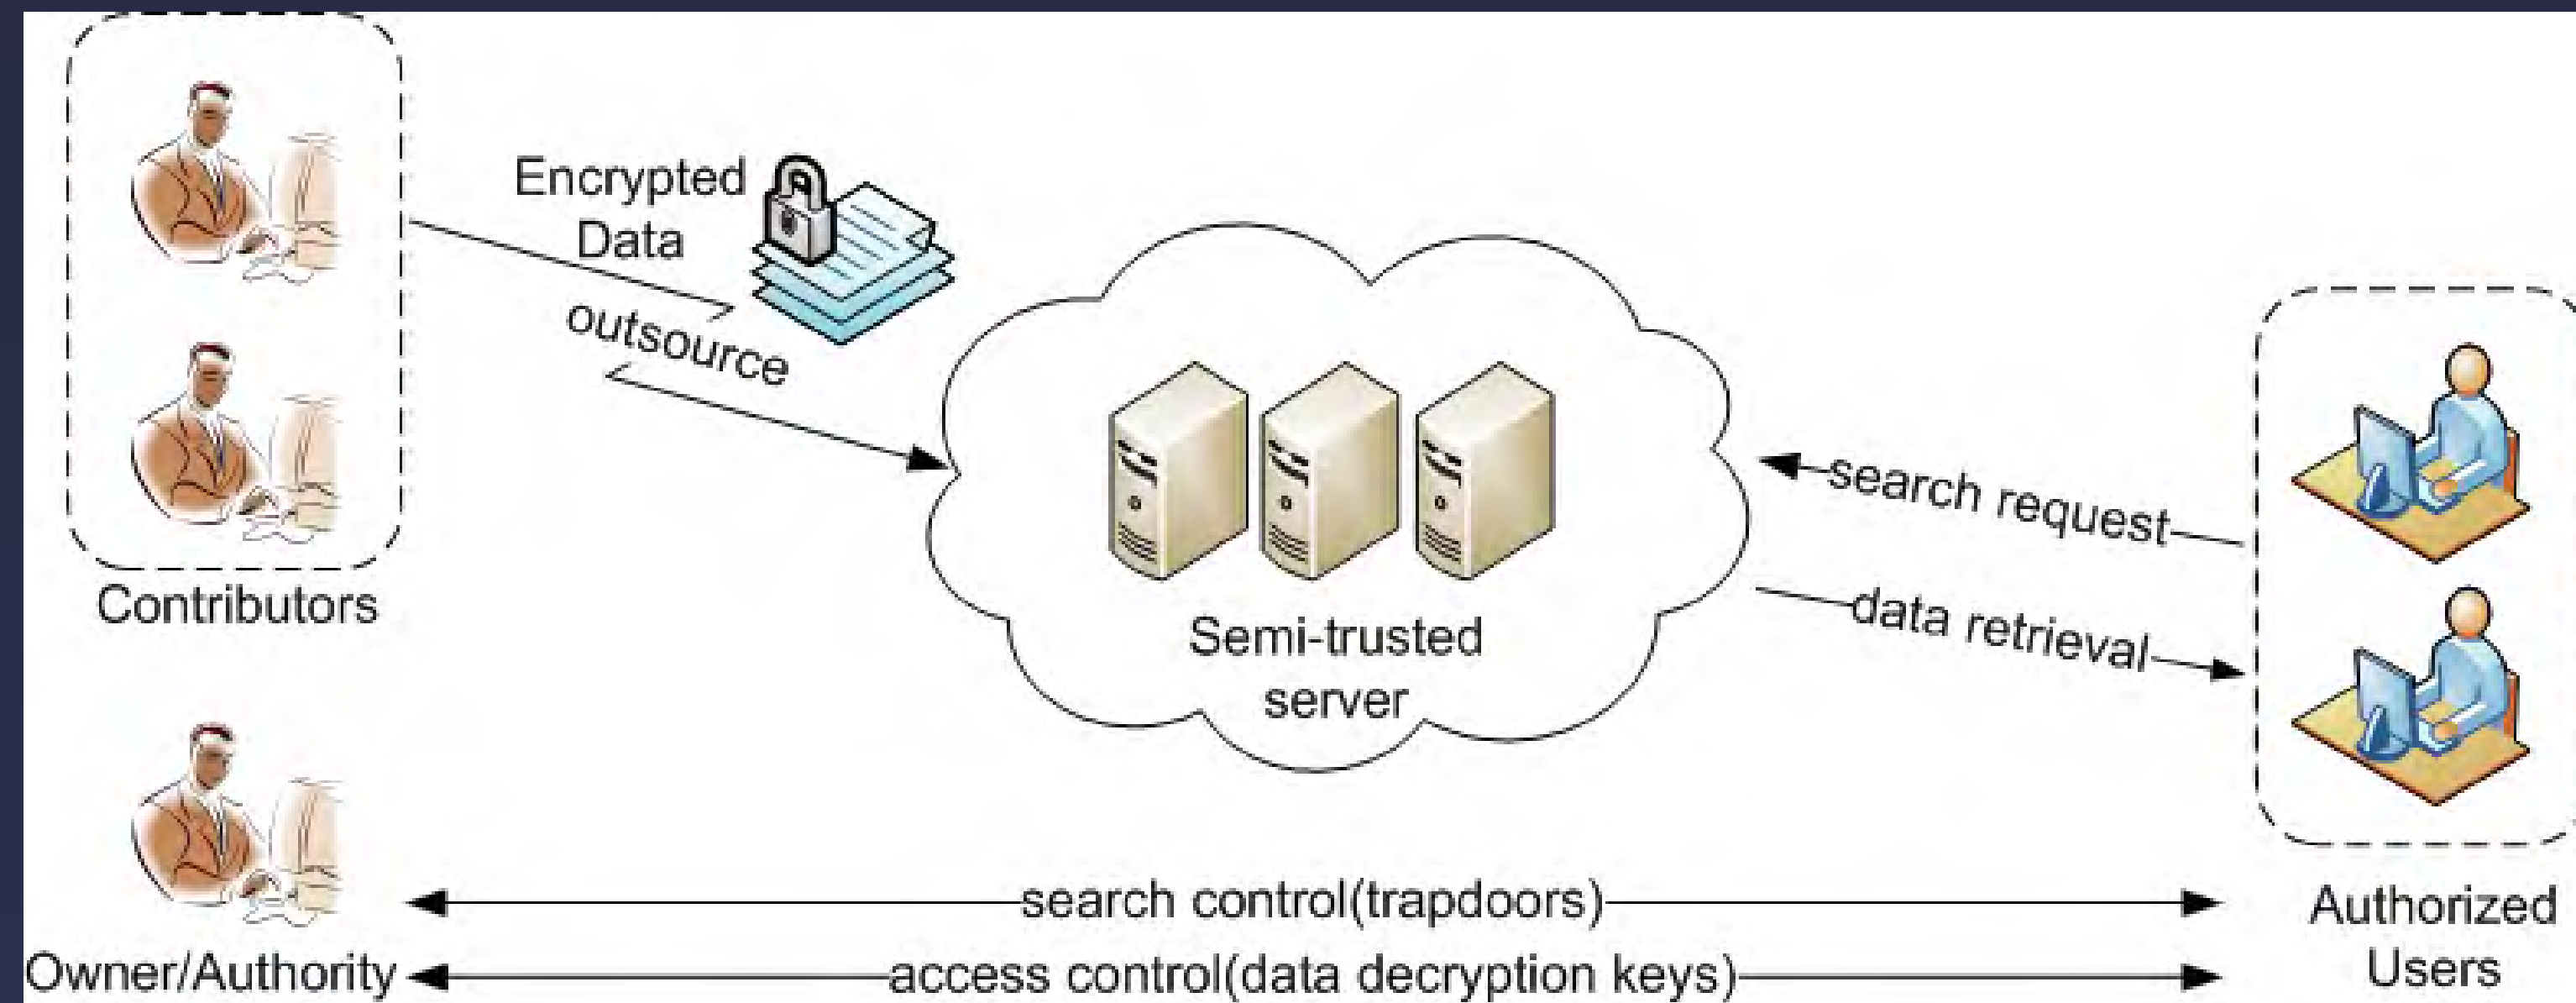 Encrypted
Data
outsource
Contributors
Semi-trusted
server
search request
data retrieval
search control(trapdoors)
Authorized
Users
Owner/Authority
access control(data decryption keys)